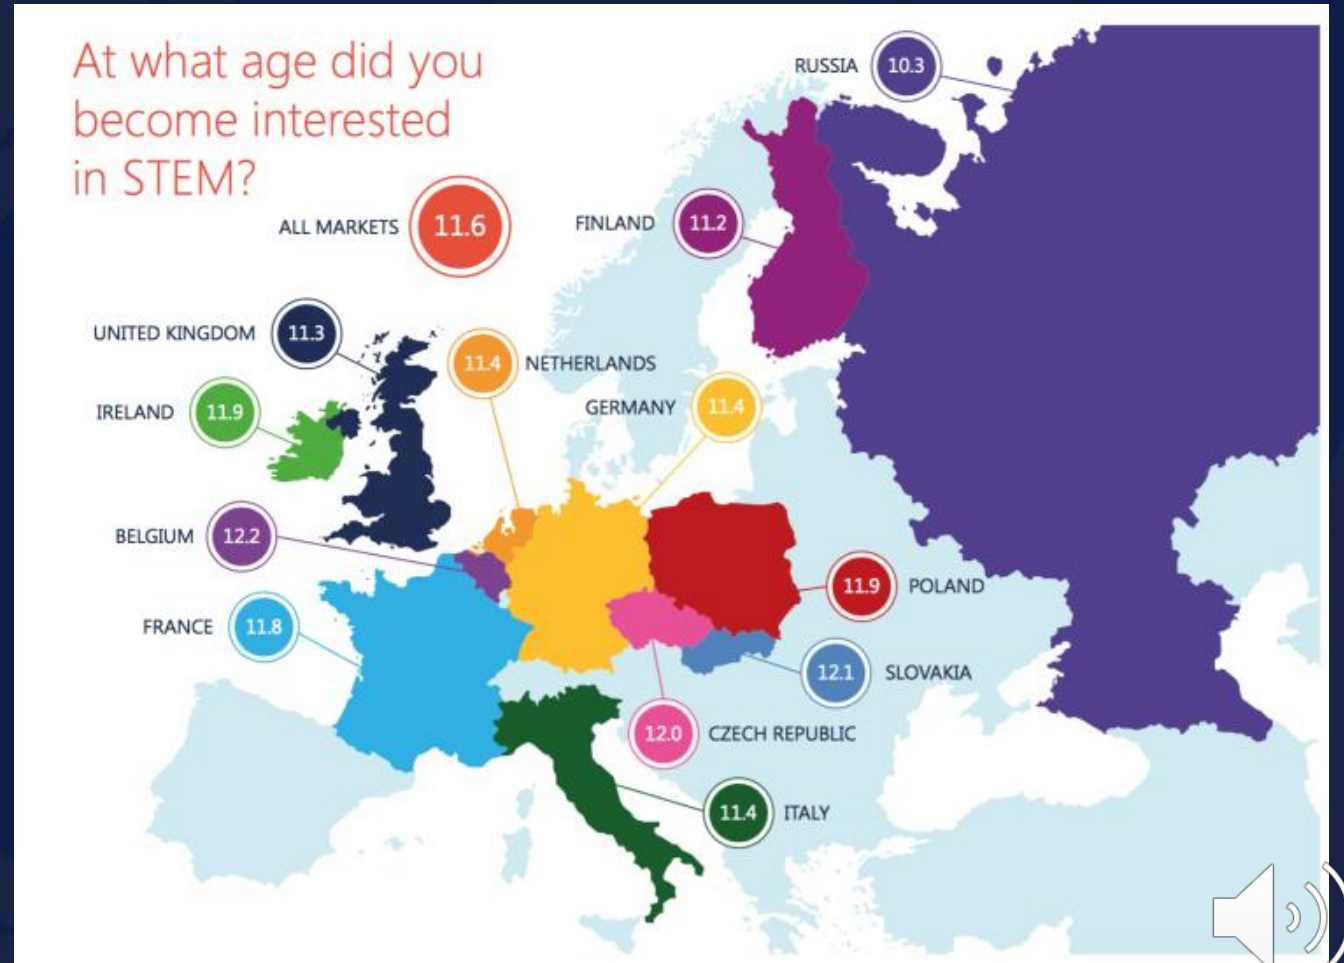 At what age did you
become interested
in STEM?
ALL MARKETS 11.6
RUSSIA 10.3
FINLAND 11.2
UNITED KINGDOM 11.3
11.4 NETHERLANDS
IRELAND 11.9
GERMANY 11.4
BELGIUM 12.2
11.9 POLAND
FRANCE 11.8
12.1 SLOVAKIA
12.0 CZECH REPUBLIC
11.4 ITALY